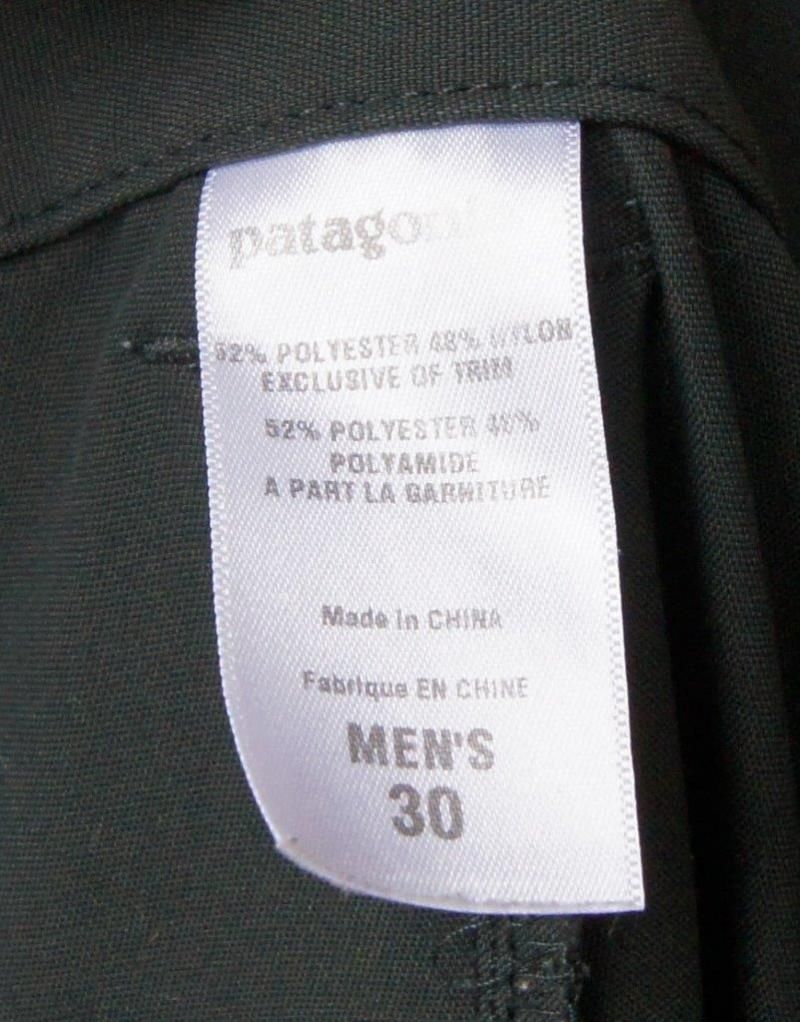 patagonia
52% POLYESTER 48% NYLON
EXCLUSIVE OF TRIM
52% POLYESTER 48%
POLYAMIDE
A PART LA GARNITURE
Made in CHINA
Fabrique EN CHINE
MEN'S
30